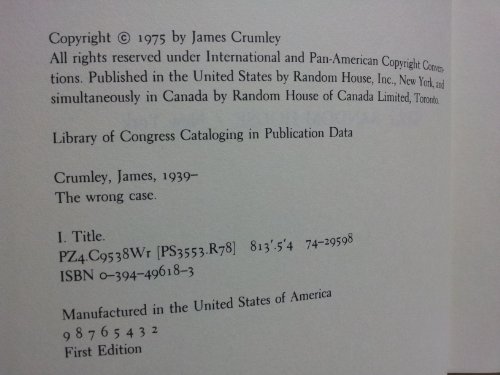 Copyright © 1975 by James Crumley
All rights reserved under International and Pan-American Copyright Conven-
tions. Published in the United States by Random House, Inc., New York, and
simultaneously in Canada by Random House of Canada Limited, Toronto.
Library of Congress Cataloging in Publication Data
Crumley, James, 1939–
The wrong case.
I. Title.
PZ4.C9538Wr [PS3553.R78] 813'.5'4 74–29598
ISBN 0–394–49618–3
Manufactured in the United States of America
9 8 7 6 5 4 3 2
First Edition